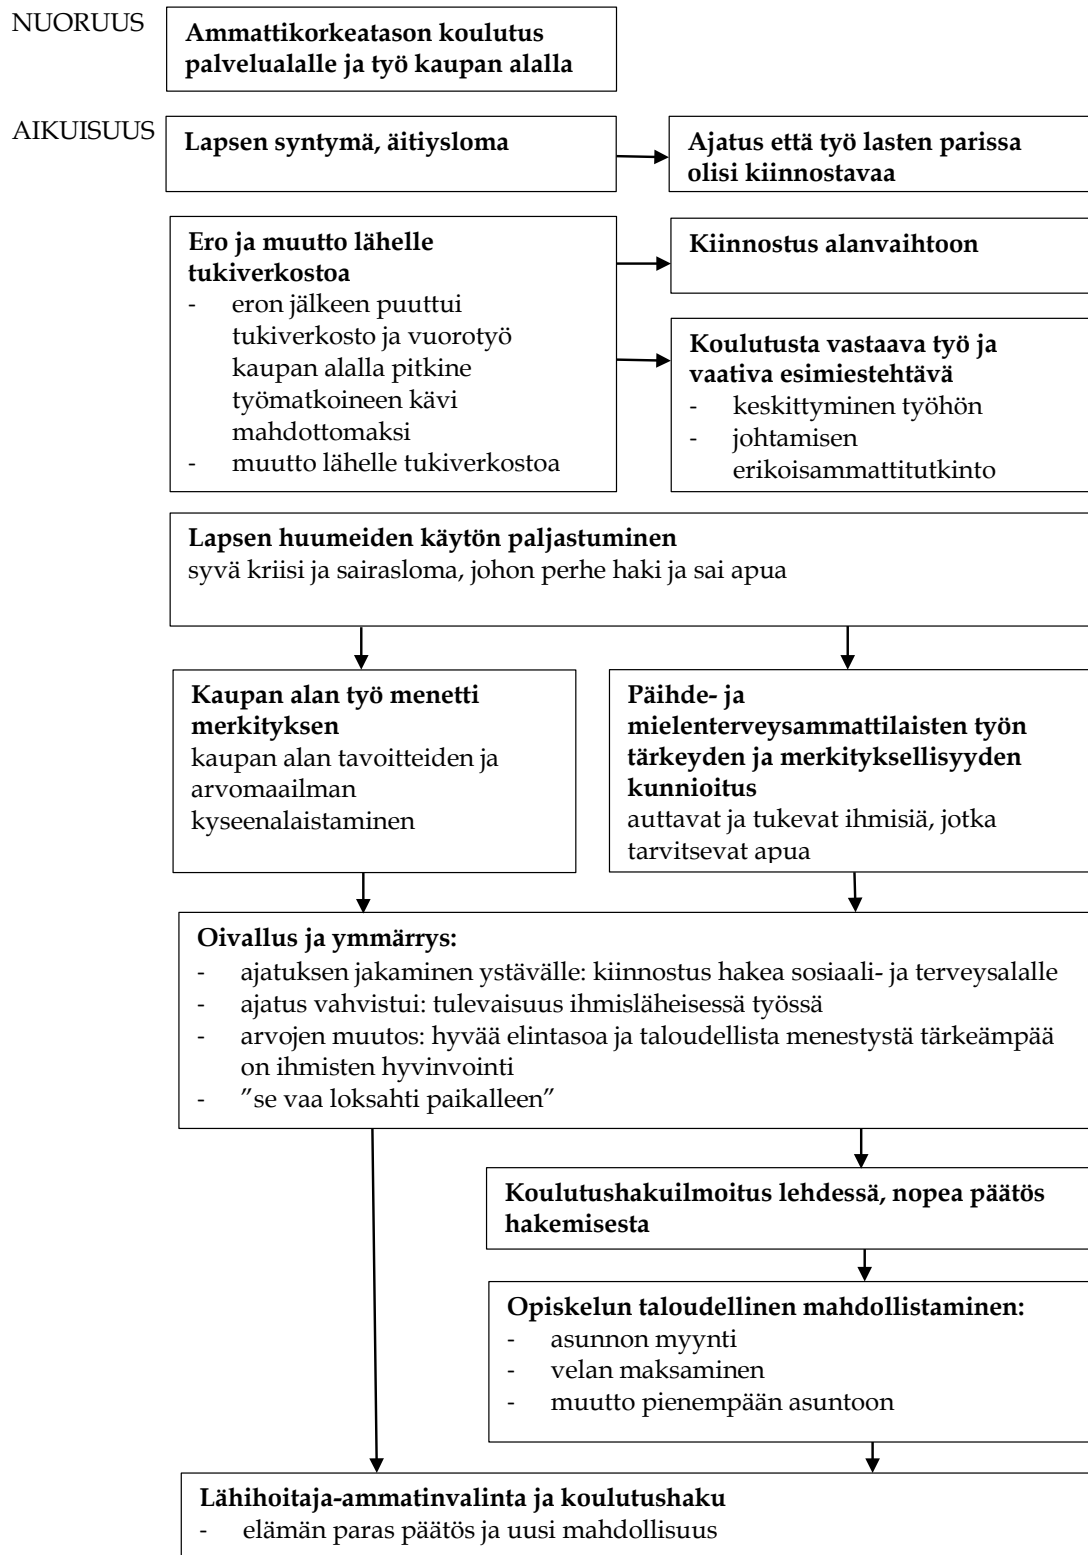 NUORUUS
Ammattikorkeatason koulutus
palvelualalle ja työ kaupan alalla
AIKUISUUS
Lapsen syntymä, äitiysloma
Ajatus että työ lasten parissa
olisi kiinnostavaa
Ero ja muutto lähelle
tukiverkostoa
- eron jälkeen puuttui
tukiverkosto ja vuorotyö
kaupan alalla pitkine
työmatkoineen kävi
mahdottomaksi
- muutto lähelle tukiverkostoa
Kiinnostus alanvaihtoon
Koulutusta vastaava työ ja
vaativa esimiestehtävä
- keskittyminen työhön
- johtamisen
erikoisammattitutkinto
Lapsen huumeiden käytön paljastuminen
syvä kriisi ja sairasloma, johon perhe haki ja sai apua
Kaupan alan työ menetti
merkityksen
kaupan alan tavoitteiden ja
arvomaailman
kyseenalaistaminen
Päihde- ja
mielenterveysammattilaisten työn
tärkeyden ja merkityksellisyyden
kunnioitus
auttavat ja tukevat ihmisiä, jotka
tarvitsevat apua
Oivallus ja ymmärrys:
- ajatuksen jakaminen ystävälle: kiinnostus hakea sosiaali- ja terveysalalle
- ajatus vahvistui: tulevaisuus ihmisläheisessä työssä
- arvojen muutos: hyvää elintasoa ja taloudellista menestystä tärkeämpää
on ihmisten hyvinvointi
- ”se vaa loksahti paikalleen”
Koulutushakuilmoitus lehdessä, nopea päätös
hakemisesta
Opiskelun taloudellinen mahdollistaminen:
- asunnon myynti
- velan maksaminen
- muutto pienempään asuntoon
Lähihoitaja-ammatinvalinta ja koulutushaku
- elämän paras päätös ja uusi mahdollisuus